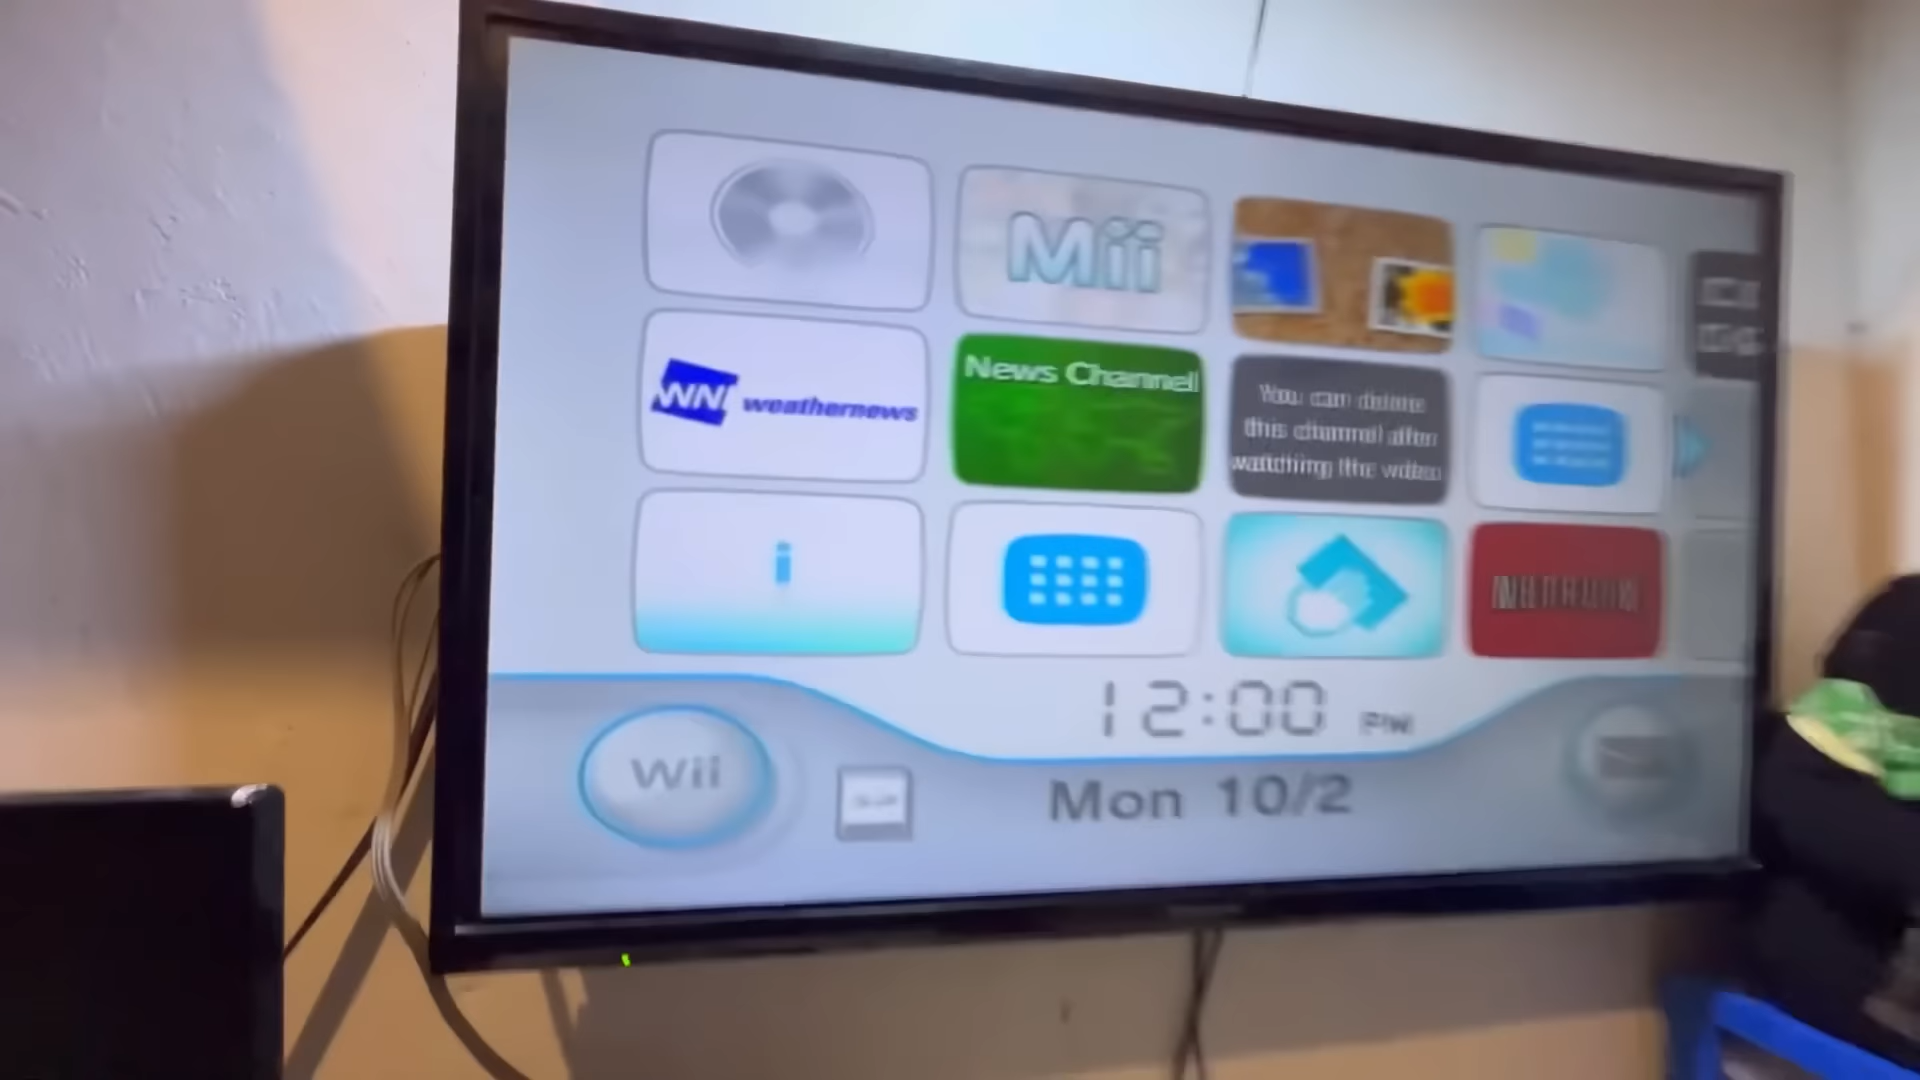 Mii
WN weathernews
News Channel
You can delete
this channel after
watching the video
i
12:00 PM
Wii
Mon 10/2